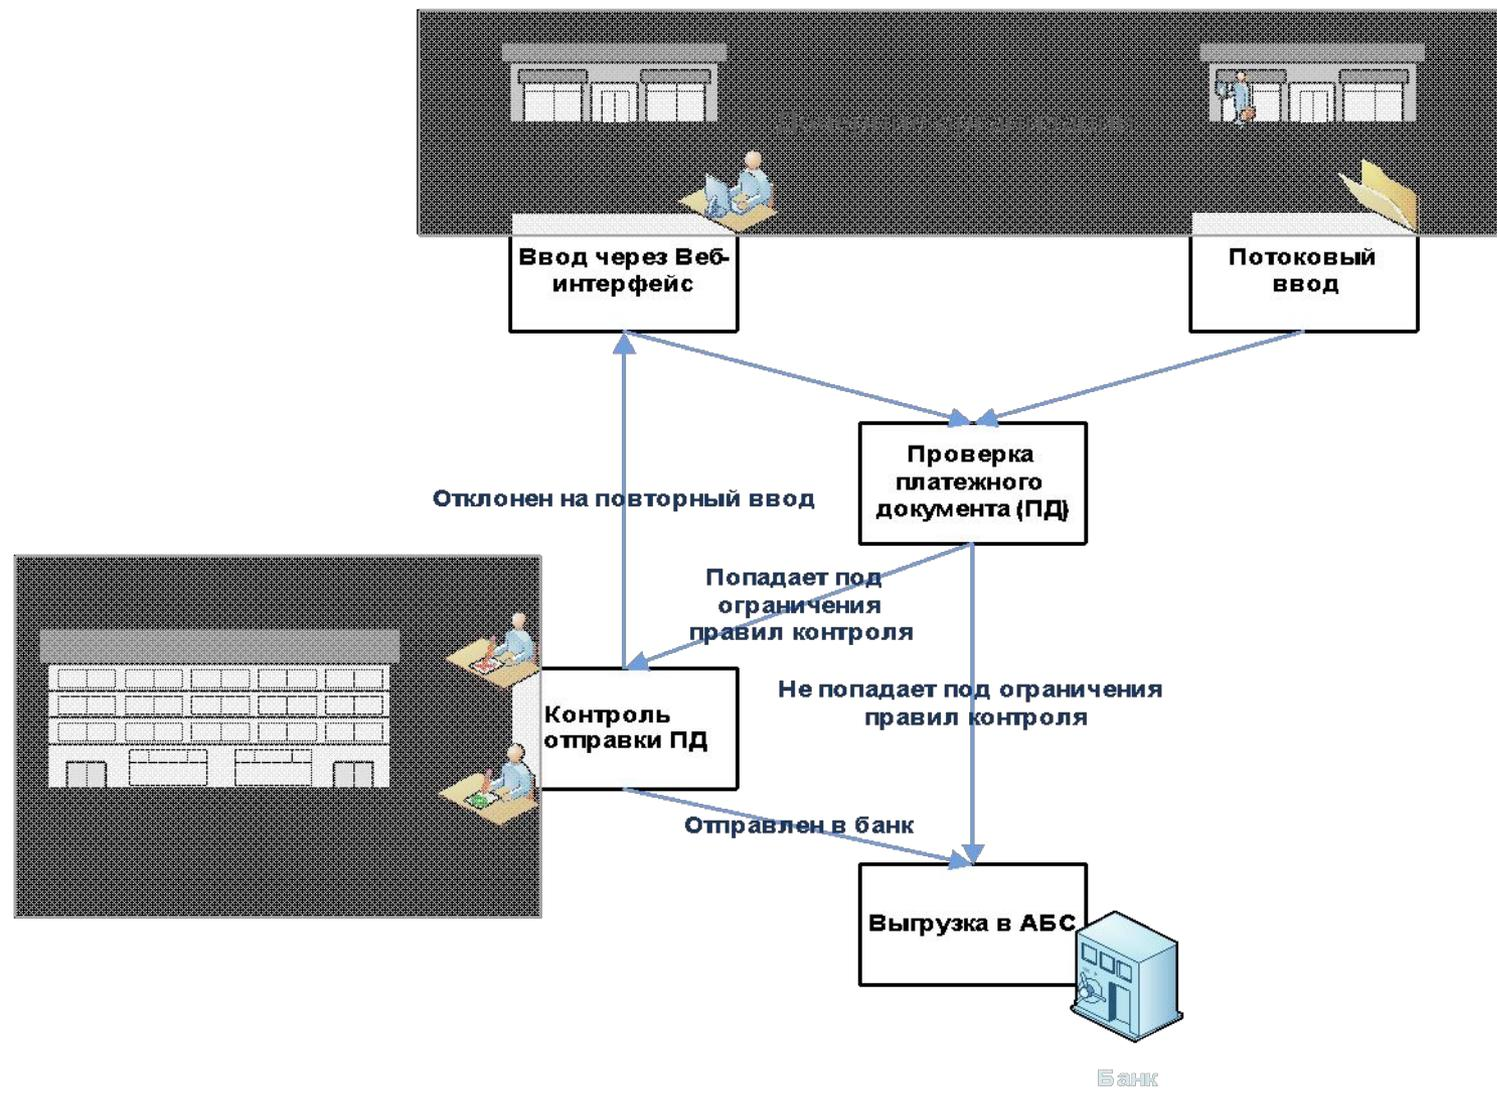 Ввод через Веб-
интерфейс
Потоковый
ввод
Проверка
платежного
документа (ПД)
Отклонен на повторный ввод
Попадает под
ограничения
правил контроля
Не попадает под ограничения
правил контроля
Контроль
отправки ПД
Отправлен в банк
Выгрузка в АБС
Банк